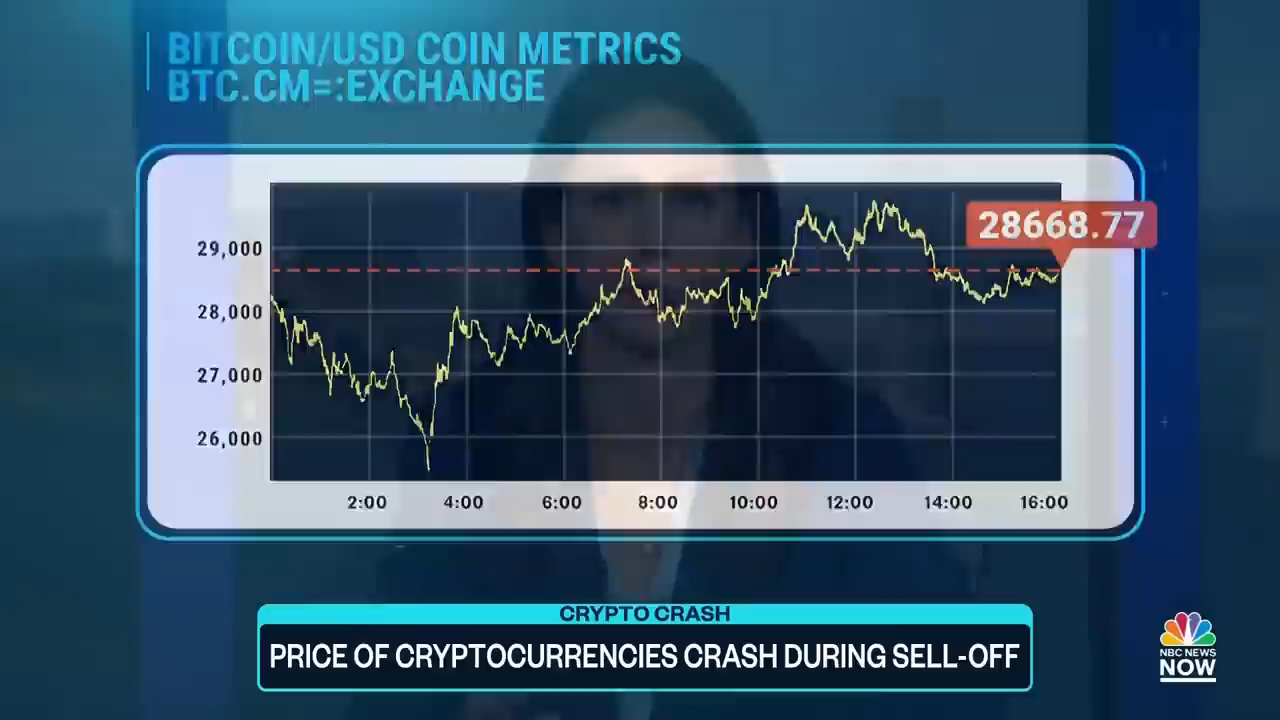 BITCOIN/USD COIN METRICS
BTC.CM=:EXCHANGE
28668.77
29,000
28,000
27,000
26,000
2:00 4:00 6:00 8:00 10:00 12:00 14:00 16:00
CRYPTO CRASH
PRICE OF CRYPTOCURRENCIES CRASH DURING SELL-OFF
NBC NEWS
NOW